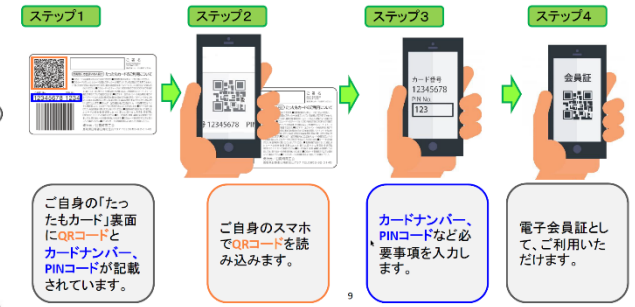 ステップ1
ステップ2
ステップ3
ステップ4
12345678 1234
12345678 PIN
カード番号
12345678
PIN No.
123
会員証
ご自身の「たっ
たもカード」裏面
にQRコードと
カードナンバー、
PINコードが記載
されています。
ご自身のスマホ
でQRコードを読
み込みます。
カードナンバー、
PINコードなど必
要事項を入力し
ます。
電子会員証とし
て、ご利用いた
だけます。
9